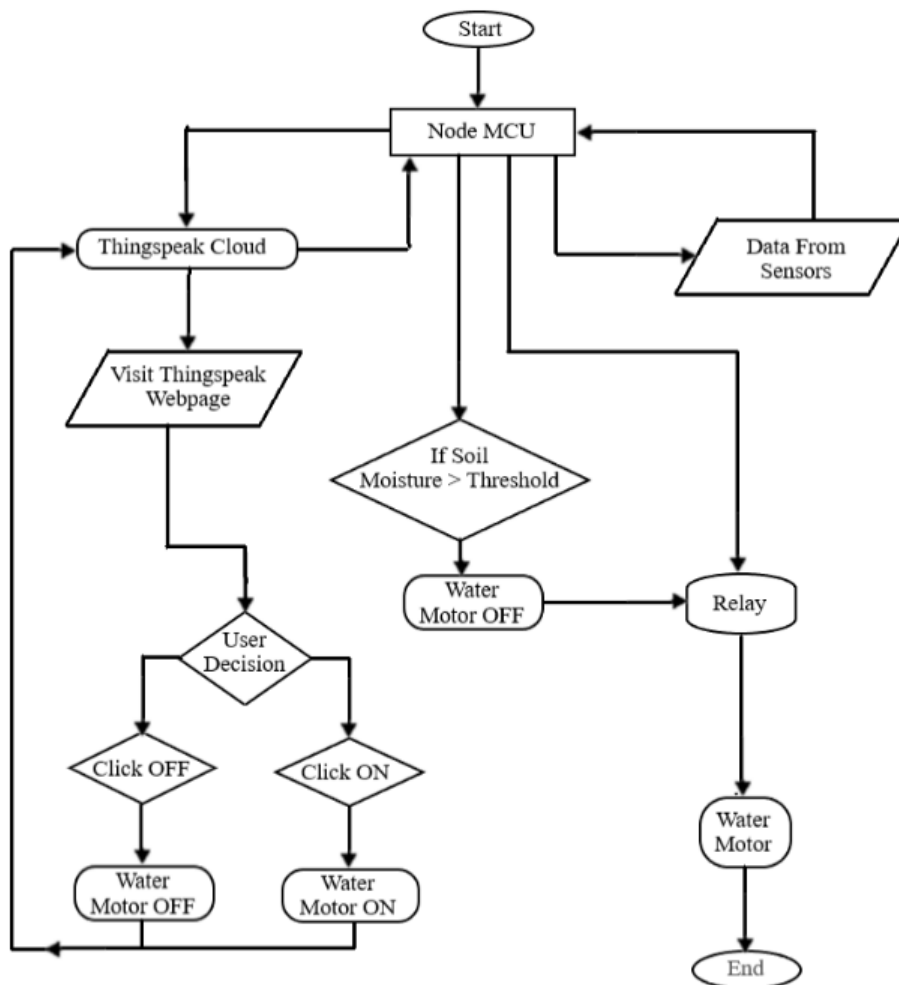 Start
Node MCU
Thingspeak Cloud
Data From
Sensors
Visit Thingspeak
Webpage
If Soil
Moisture > Threshold
Water
Motor OFF
Relay
User
Decision
Click OFF
Click ON
Water
Motor
Water
Motor OFF
Water
Motor ON
End